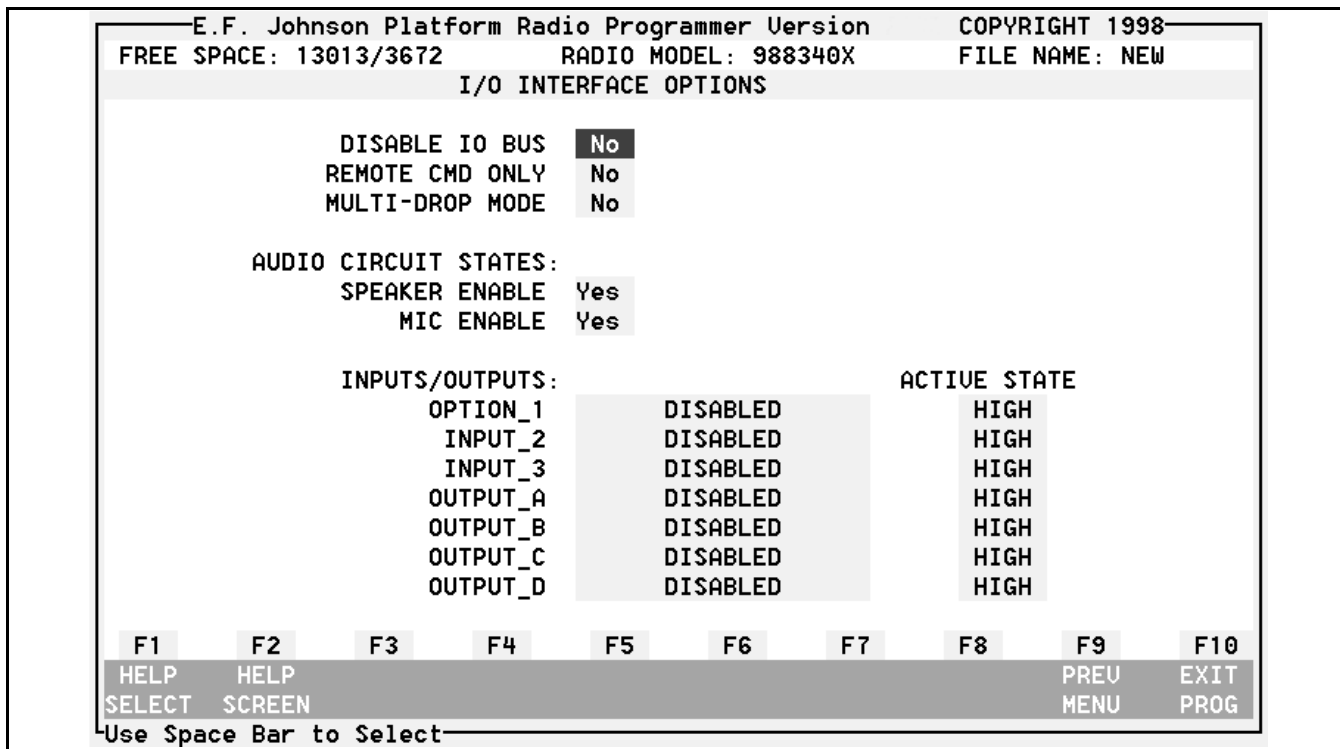 E.F. Johnson Platform Radio Programmer Version COPYRIGHT 1998
FREE SPACE: 13013/3672 RADIO MODEL: 988340X FILE NAME: NEW
I/O INTERFACE OPTIONS
DISABLE IO BUS No
REMOTE CMD ONLY No
MULTI-DROP MODE No
AUDIO CIRCUIT STATES:
SPEAKER ENABLE Yes
MIC ENABLE Yes
INPUTS/OUTPUTS: ACTIVE STATE
OPTION_1 DISABLED HIGH
INPUT_2 DISABLED HIGH
INPUT_3 DISABLED HIGH
OUTPUT_A DISABLED HIGH
OUTPUT_B DISABLED HIGH
OUTPUT_C DISABLED HIGH
OUTPUT_D DISABLED HIGH
F1 F2 F3 F4 F5 F6 F7 F8 F9 F10
HELP HELP PREV EXIT
SELECT SCREEN MENU PROG
Use Space Bar to Select